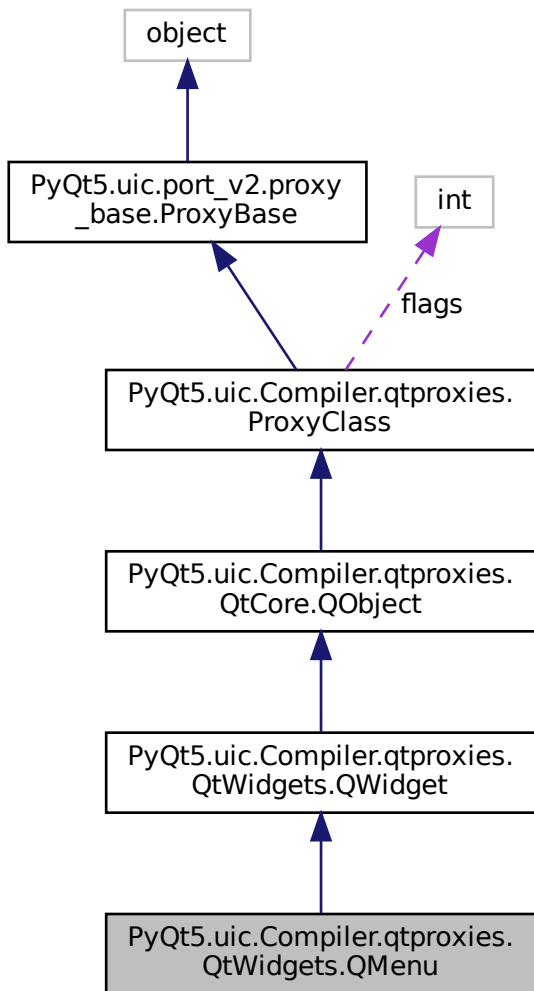 object
PyQt5.uic.port_v2.proxy
_base.ProxyBase
int
flags
PyQt5.uic.Compiler.qtproxies.
ProxyClass
PyQt5.uic.Compiler.qtproxies.
QtCore.QObject
PyQt5.uic.Compiler.qtproxies.
QtWidgets.QWidget
PyQt5.uic.Compiler.qtproxies.
QtWidgets.QMenu